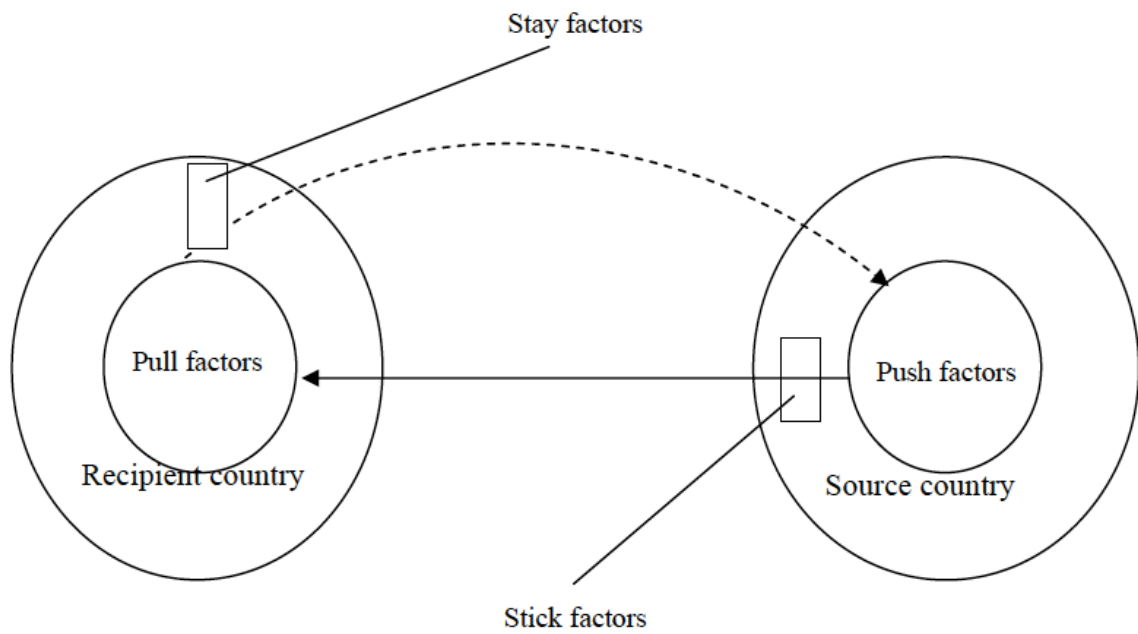 Stay factors
Pull factors
Push factors
Recipient country
Source country
Stick factors